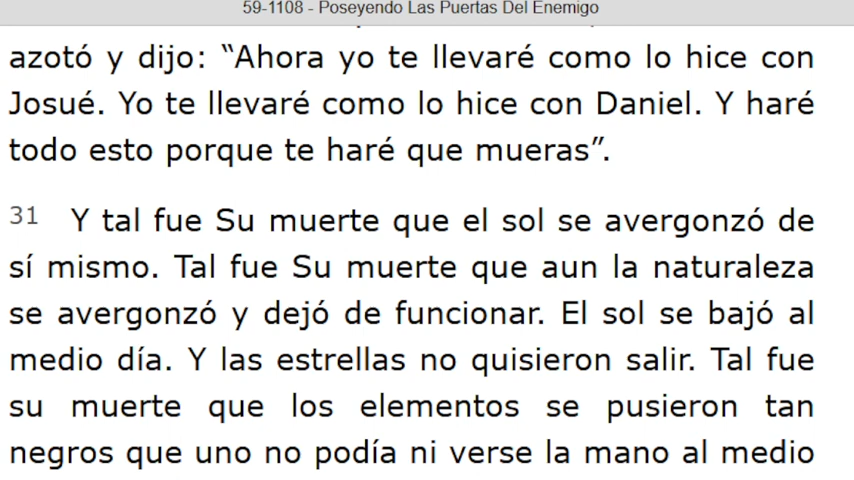 59-1108 - Poseyendo Las Puertas Del Enemigo
azotó y dijo: “Ahora yo te llevaré como lo hice con
Josué. Yo te llevaré como lo hice con Daniel. Y haré
todo esto porque te haré que mueras”.
31 Y tal fue Su muerte que el sol se avergonzó de
sí mismo. Tal fue Su muerte que aun la naturaleza
se avergonzó y dejó de funcionar. El sol se bajó al
medio día. Y las estrellas no quisieron salir. Tal fue
su muerte que los elementos se pusieron tan
negros que uno no podía ni verse la mano al medio